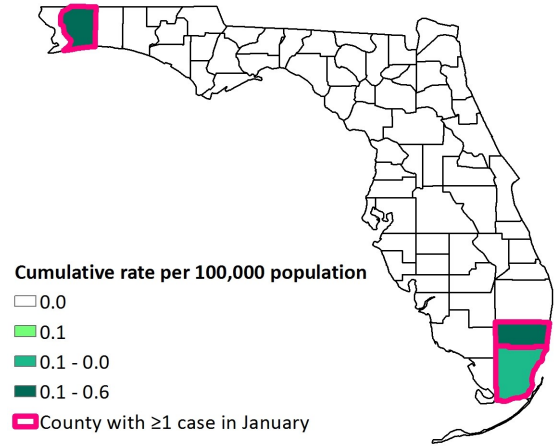 Cumulative rate per 100,000 population
0.0
0.1
0.1 - 0.0
0.1 - 0.6
County with ≥1 case in January